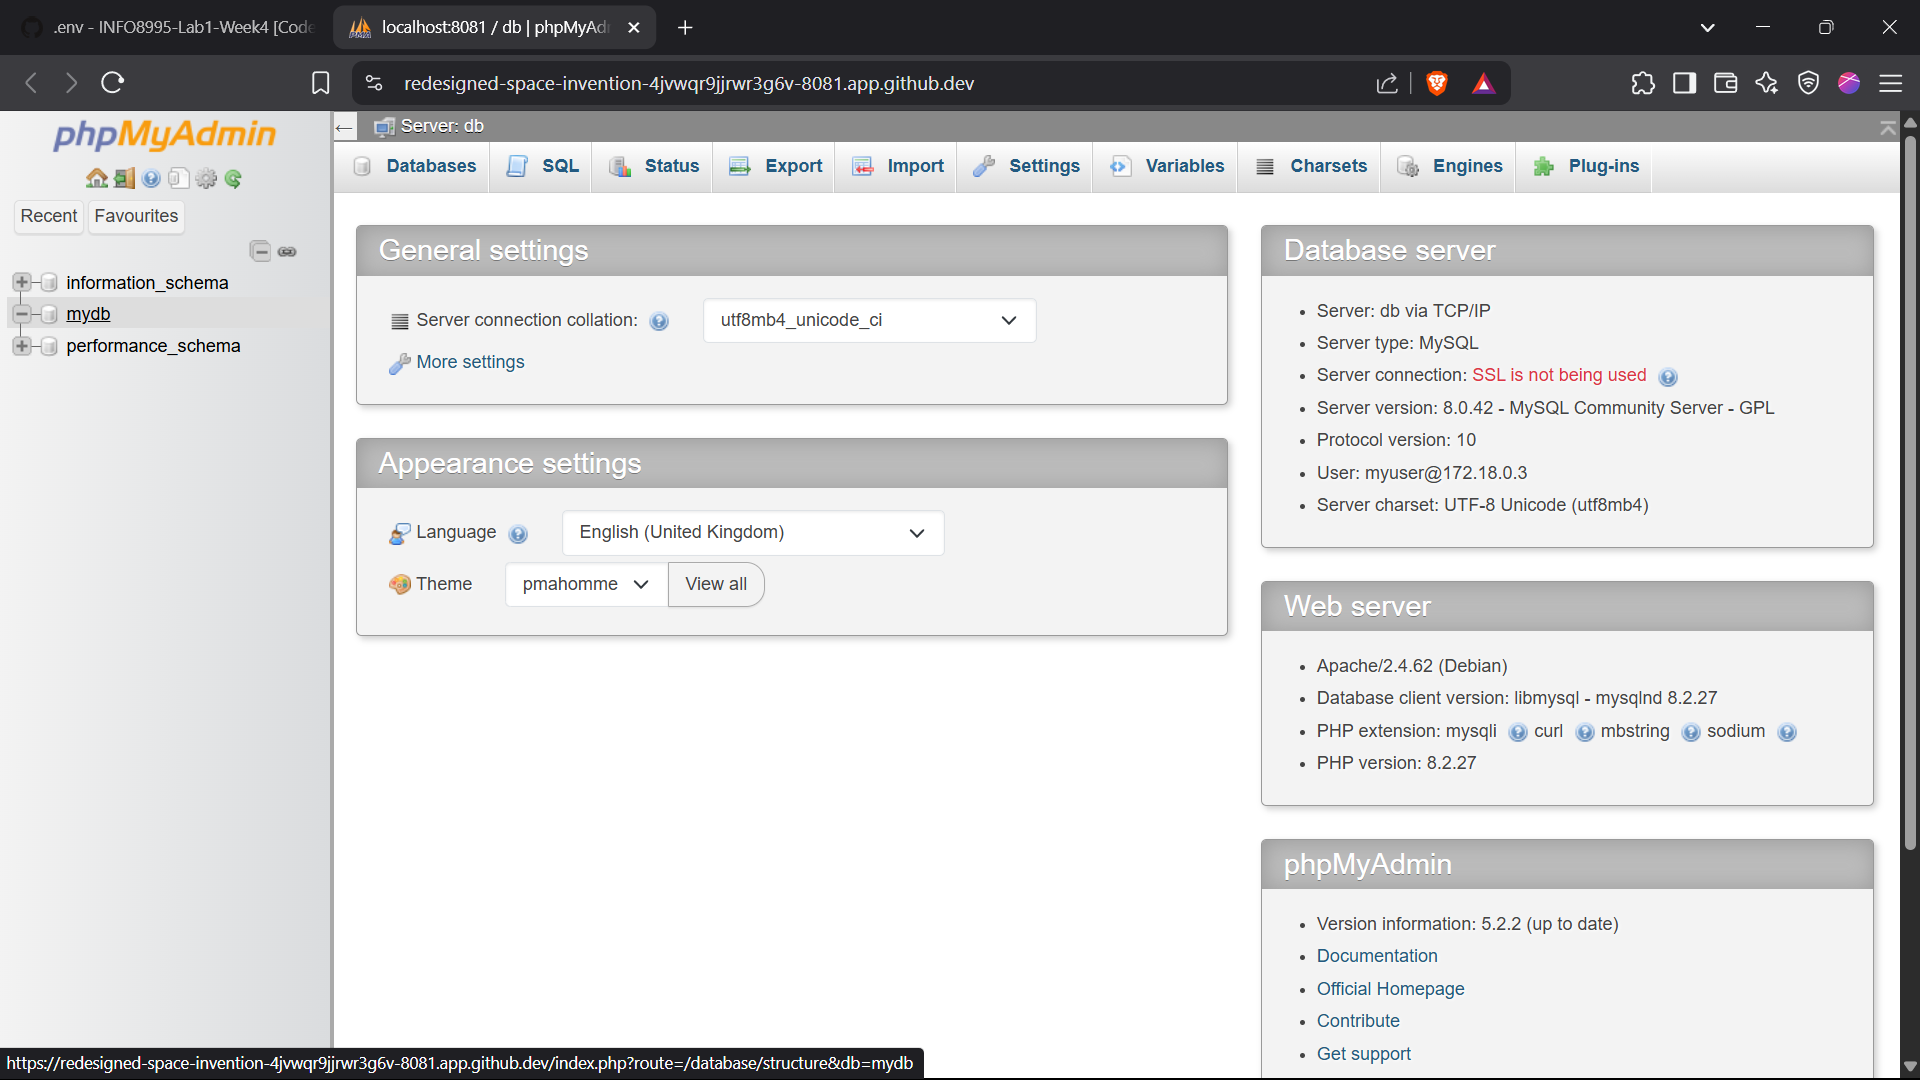 .env - INFO8995-Lab1-Week4 [Code
localhost:8081 / db | phpMyAd
redesigned-space-invention-4jvwqr9jjrwr3g6v-8081.app.github.dev
phpMyAdmin
Recent
Favourites
information_schema
mydb
performance_schema
Server: db
Databases
SQL
Status
Export
Import
Settings
Variables
Charsets
Engines
Plug-ins
General settings
Server connection collation:
utf8mb4_unicode_ci
More settings
Appearance settings
Language
English (United Kingdom)
Theme
pmahomme
View all
Database server
Server: db via TCP/IP
Server type: MySQL
Server connection: SSL is not being used
Server version: 8.0.42 - MySQL Community Server - GPL
Protocol version: 10
User: myuser@172.18.0.3
Server charset: UTF-8 Unicode (utf8mb4)
Web server
Apache/2.4.62 (Debian)
Database client version: libmysql - mysqlnd 8.2.27
PHP extension: mysqli curl mbstring sodium
PHP version: 8.2.27
phpMyAdmin
Version information: 5.2.2 (up to date)
Documentation
Official Homepage
Contribute
Get support
https://redesigned-space-invention-4jvwqr9jjrwr3g6v-8081.app.github.dev/index.php?route=/database/structure&db=mydb